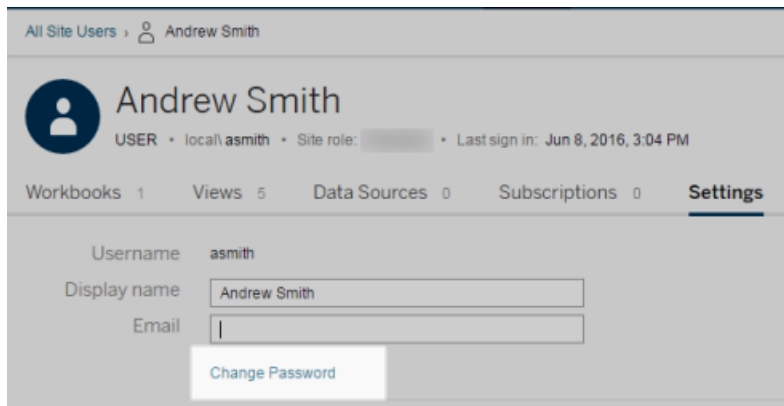 All Site Users › Andrew Smith
Andrew Smith
USER • local\asmith • Site role: • Last sign in: Jun 8, 2016, 3:04 PM
Workbooks 1 Views 5 Data Sources 0 Subscriptions 0 Settings
Username asmith
Display name Andrew Smith
Email
Change Password